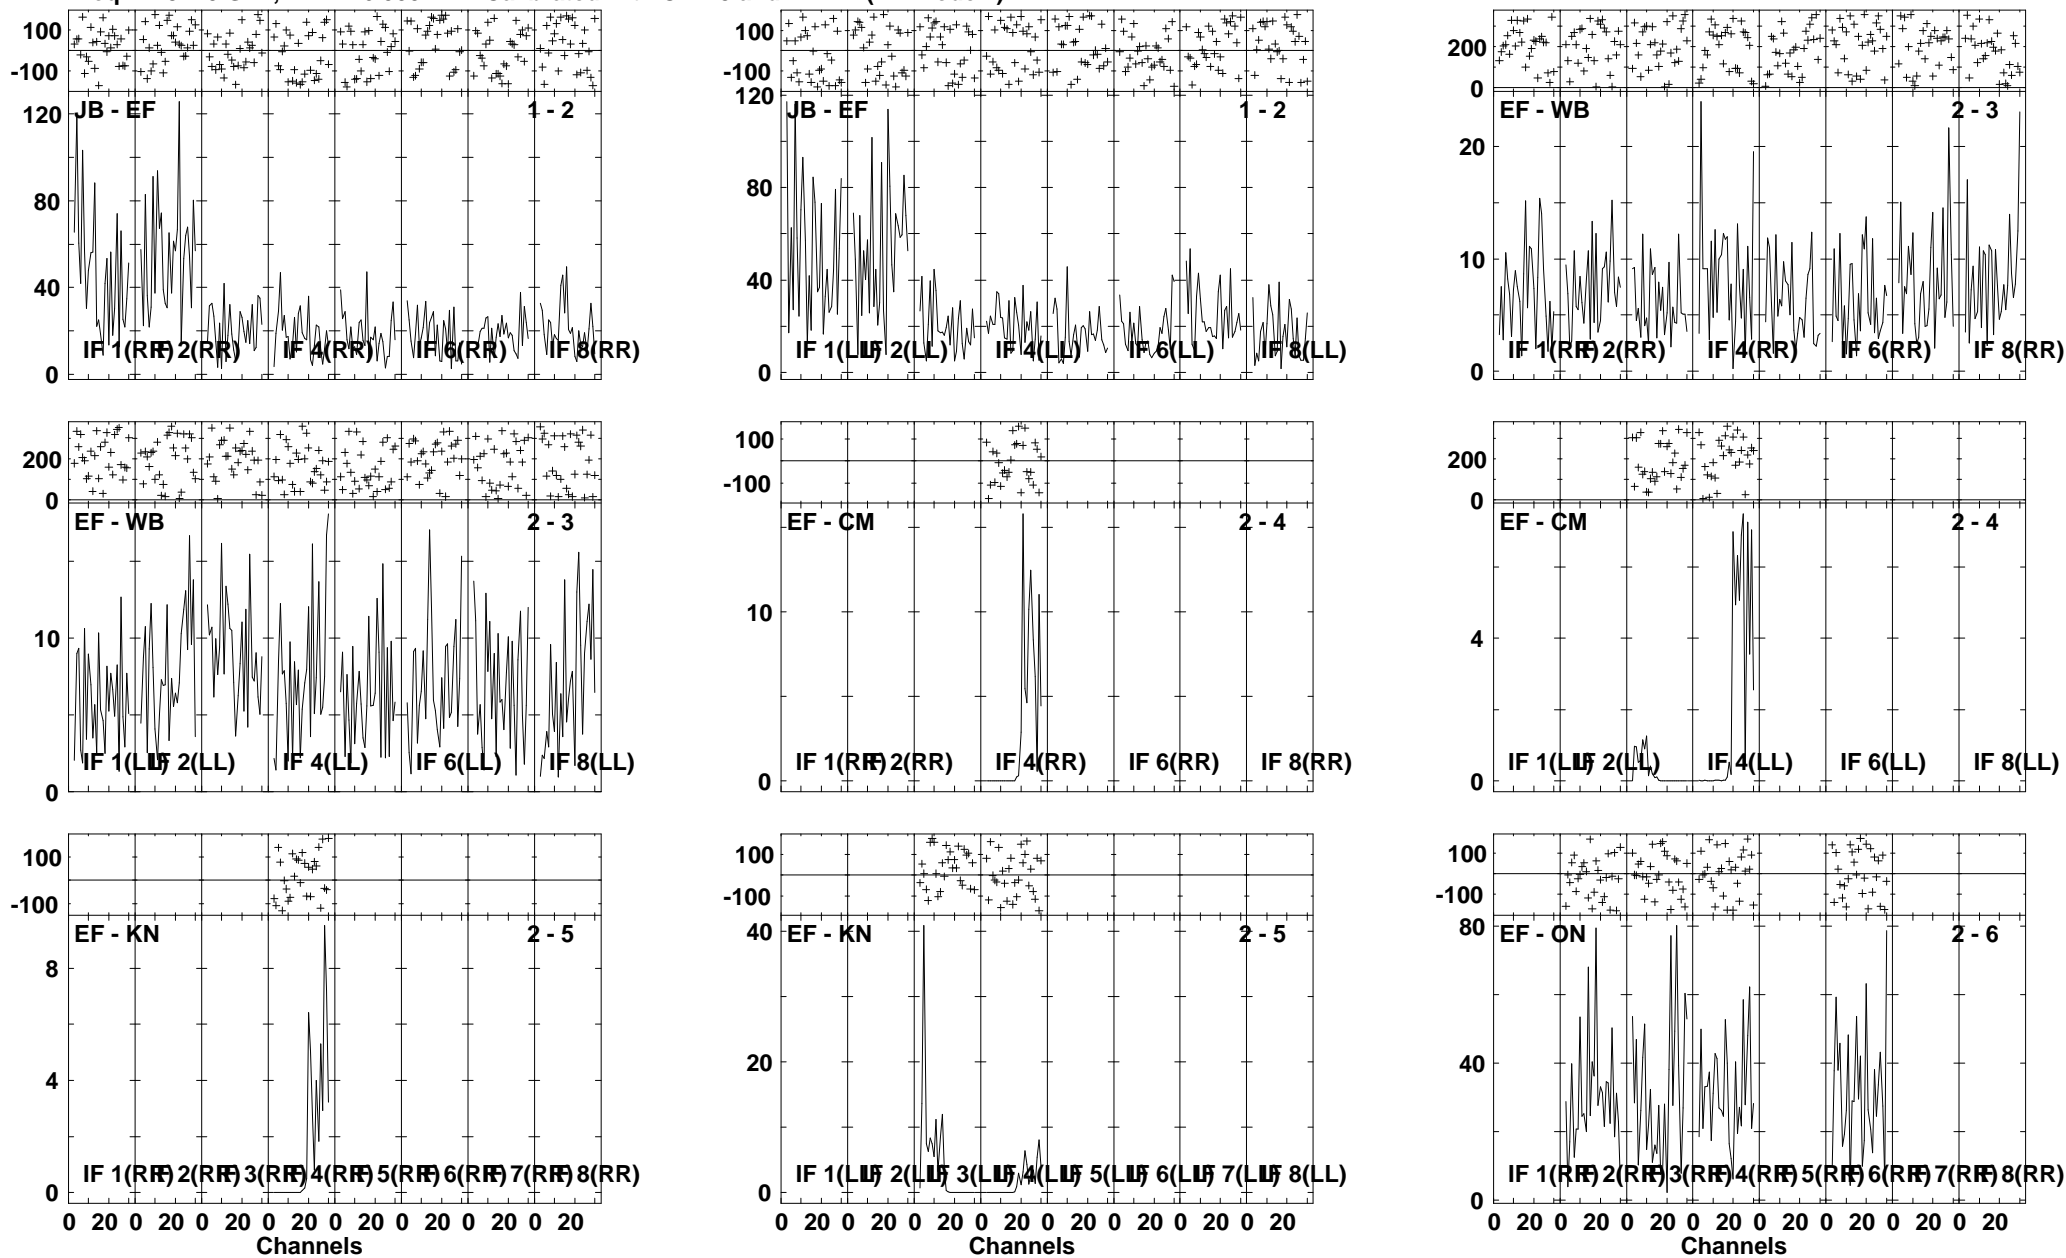 100 100 200
-100 -100 0
JB - EF 1 - 2 JB - EF 1 - 2 EF - WB 2 - 3
120 120
80 80 20
40 40 10
0 0 0
IF 1(RR) IF 2(RR) IF 4(RR) IF 6(RR) IF 8(RR) IF 1(LL) IF 2(LL) IF 4(LL) IF 6(LL) IF 8(LL) IF 1(RR) IF 2(RR) IF 4(RR) IF 6(RR) IF 8(RR)
200 100 200
0 -100 0
EF - WB 2 - 3 EF - CM 2 - 4 EF - CM 2 - 4
10 10 4
IF 1(LL) IF 2(LL) IF 4(LL) IF 6(LL) IF 8(LL) IF 1(RR) IF 2(RR) IF 4(RR) IF 6(RR) IF 8(RR) IF 1(LL) IF 2(LL) IF 4(LL) IF 6(LL) IF 8(LL)
0 0 0
100 100 100
-100 -100 -100
EF - KN 2 - 5 EF - KN 2 - 5 EF - ON 2 - 6
8 40 80
4 20 40
IF 1(RR) IF 2(RR) IF 3(RR) IF 4(RR) IF 5(RR) IF 6(RR) IF 7(RR) IF 8(RR) IF 1(LL) IF 2(LL) IF 3(LL) IF 4(LL) IF 5(LL) IF 6(LL) IF 7(LL) IF 8(LL) IF 1(RR) IF 2(RR) IF 3(RR) IF 4(RR) IF 5(RR) IF 6(RR) IF 7(RR) IF 8(RR)
0 0 0
0 20 0 20 0 20 0 20 0 20 0 20 0 20 0 20 0 20 0 20 0 20 0 20 0 20 0 20 0 20 0 20 0 20 0 20 0 20 0 20 0 20 0 20 0 20 0 20
Channels Channels